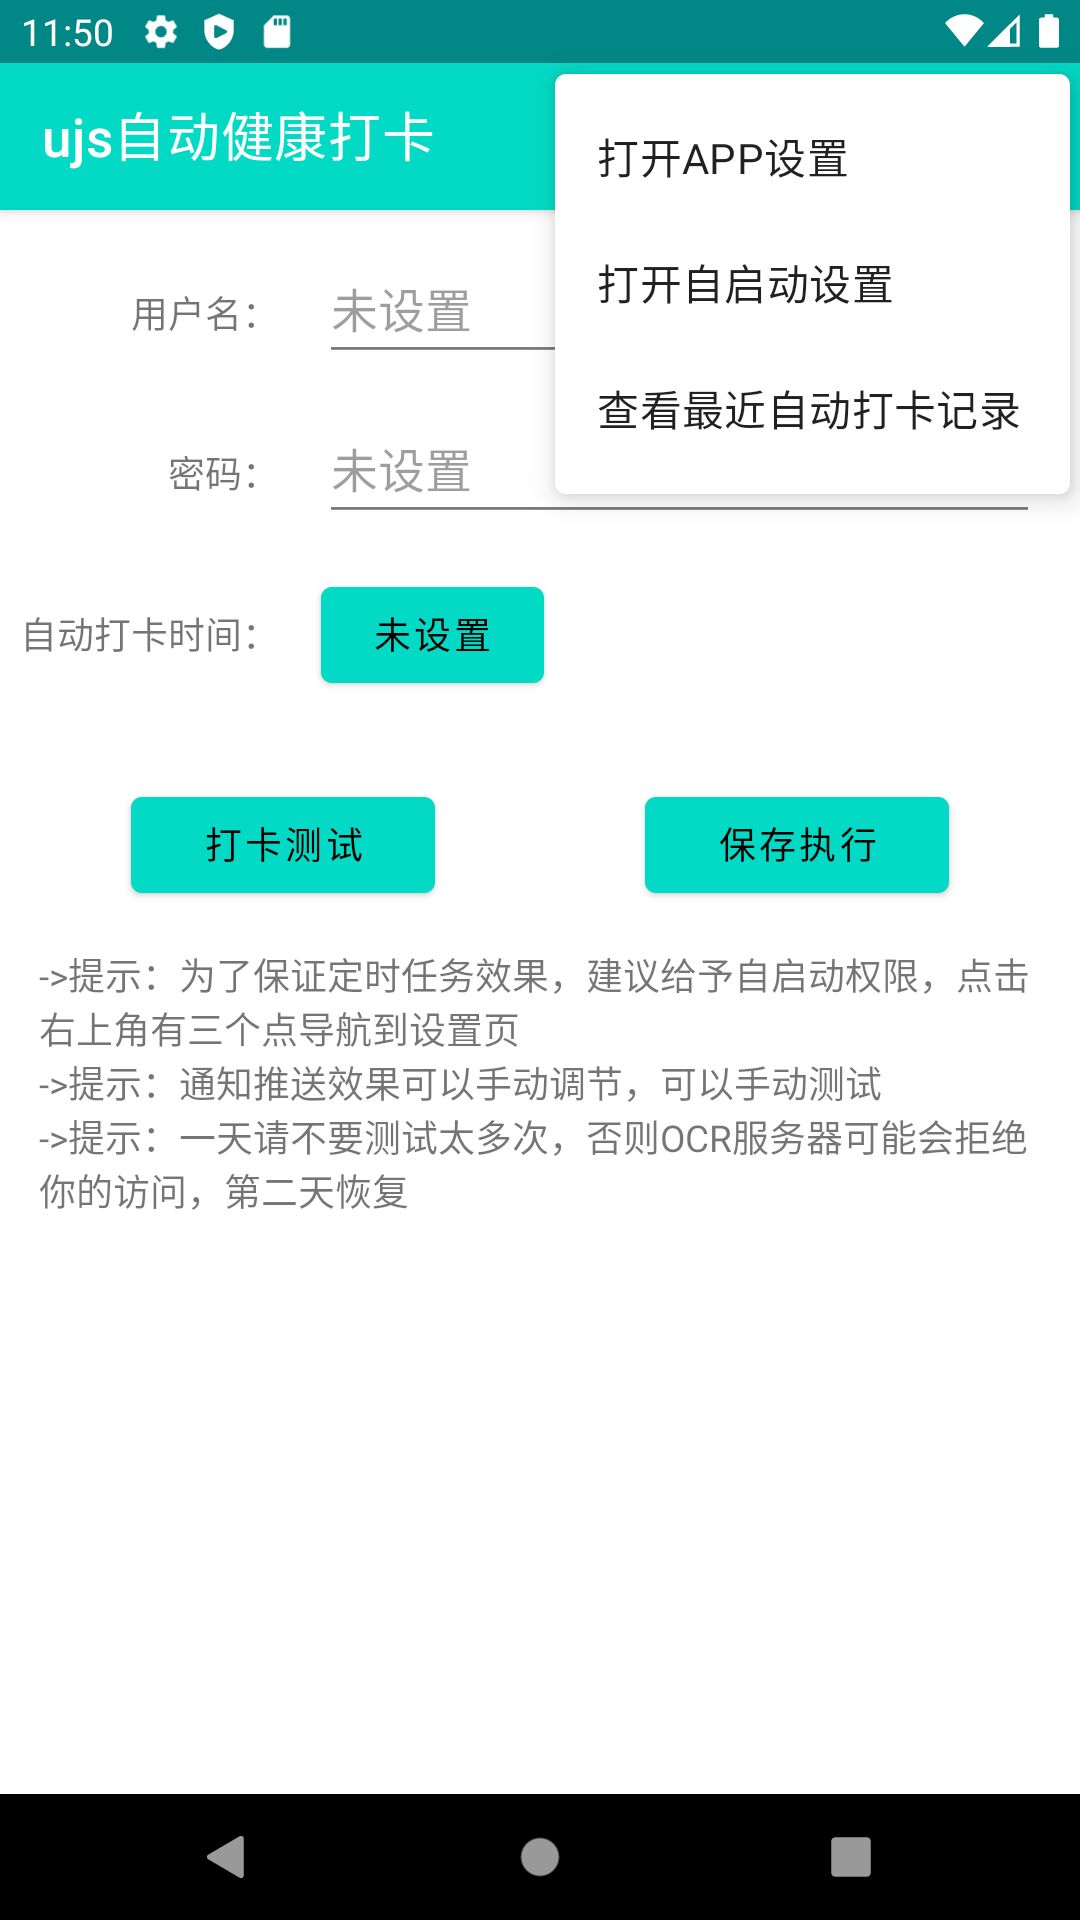 11:50
ujs自动健康打卡
打开APP设置
打开自启动设置
查看最近自动打卡记录
用户名：
未设置
密码：
未设置
自动打卡时间：
未设置
打卡测试
保存执行
->提示：为了保证定时任务效果，建议给予自启动权限，点击
右上角有三个点导航到设置页
->提示：通知推送效果可以手动调节，可以手动测试
->提示：一天请不要测试太多次，否则OCR服务器可能会拒绝
你的访问，第二天恢复